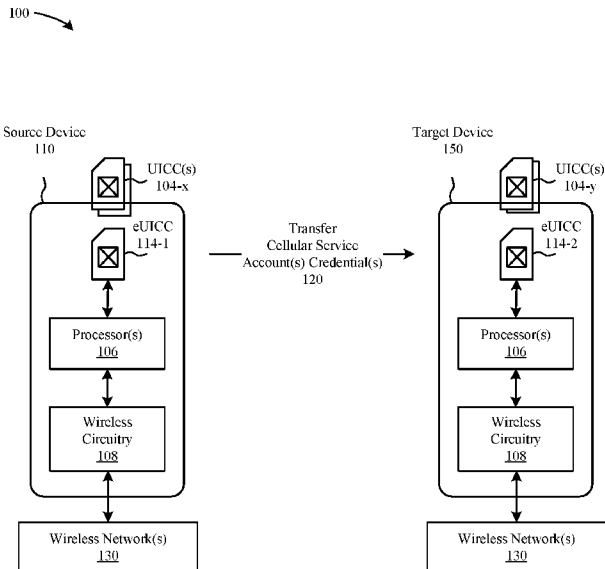 100
Source Device
110
UICC(s)
104-x
eUICC
114-1
Processor(s)
106
Wireless
Circuitry
108
Wireless Network(s)
130
Transfer
Cellular Service
Account(s) Credential(s)
120
Target Device
150
UICC(s)
104-y
eUICC
114-2
Processor(s)
106
Wireless
Circuitry
108
Wireless Network(s)
130